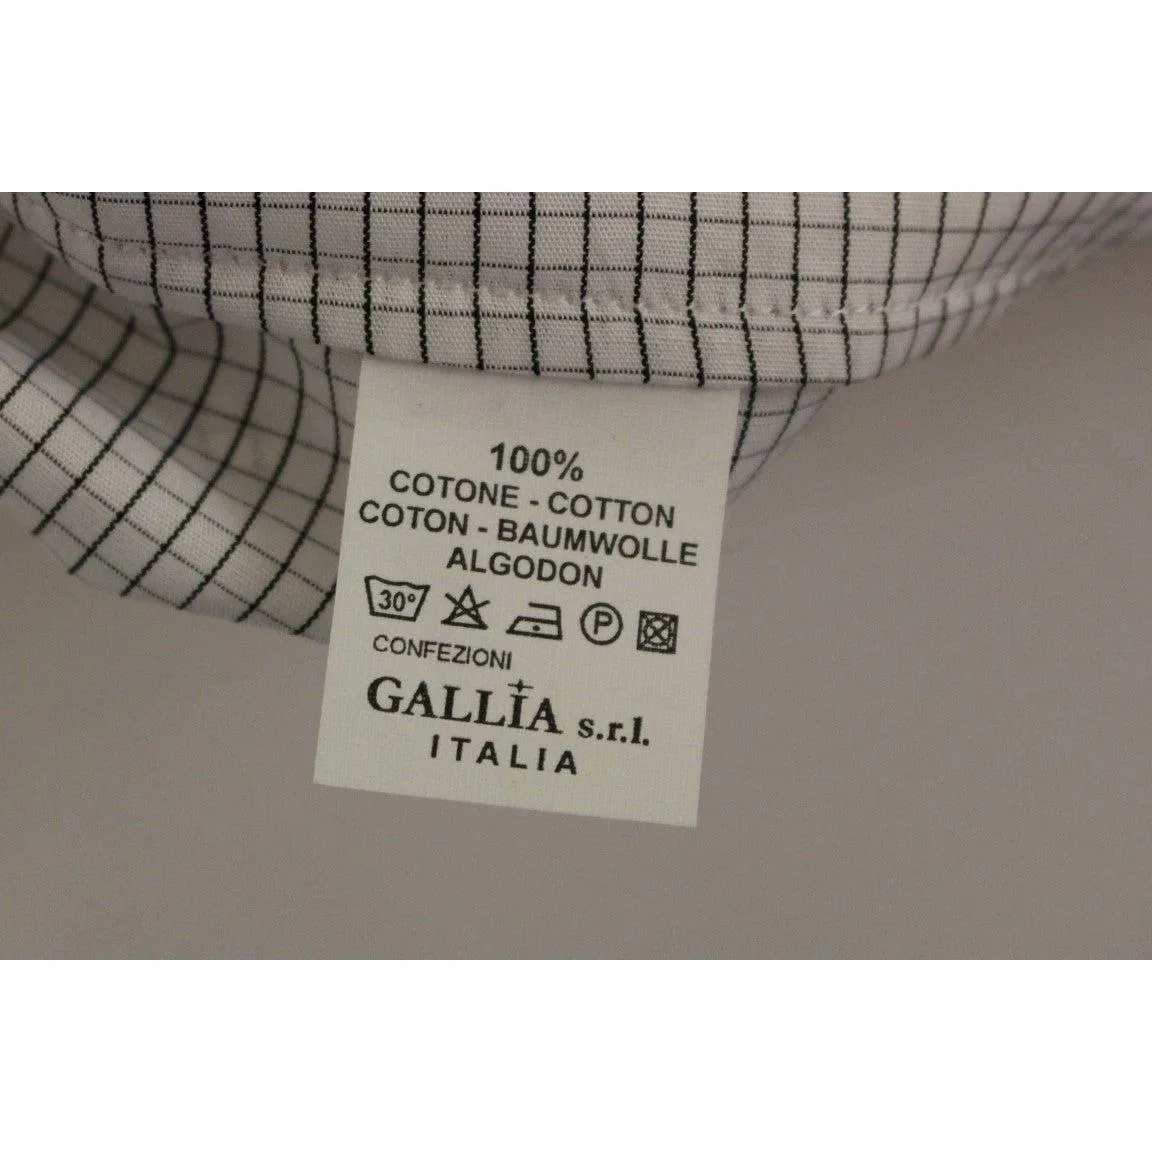 100%
COTONE - COTTON
COTON - BAUMWOLLE
ALGODON
30° P
CONFEZIONI
GALLIA s.r.l.
ITALIA